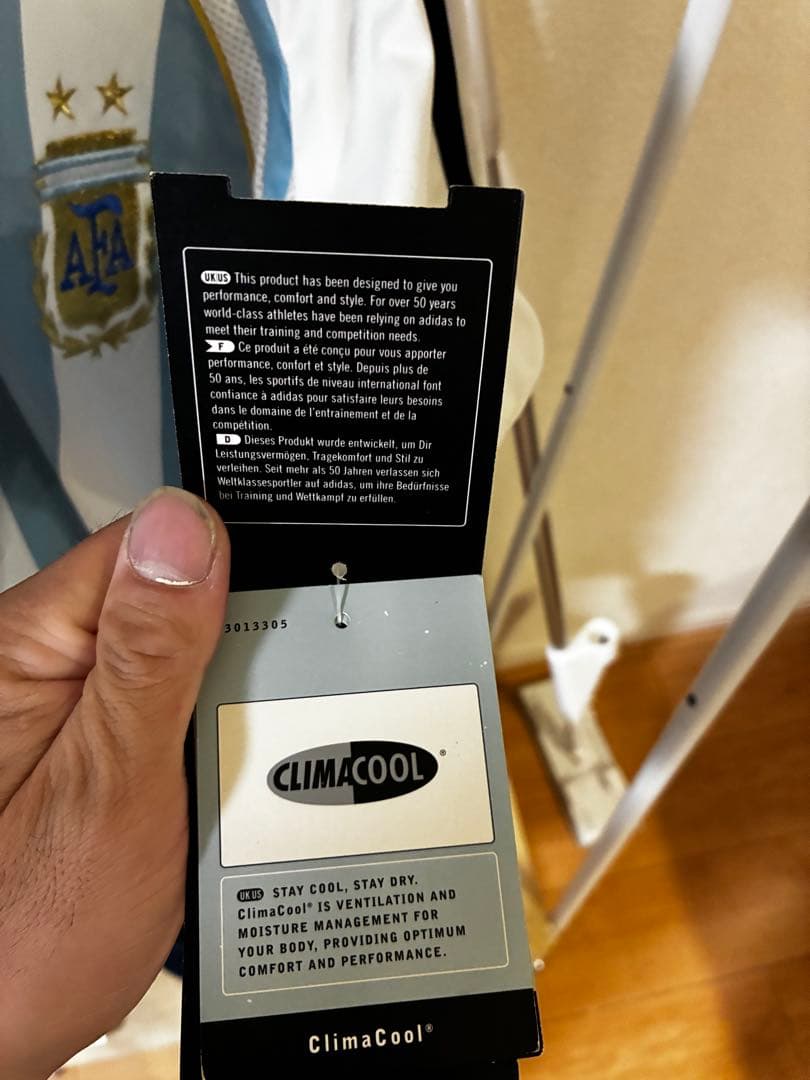 AFA
UK US This product has been designed to give you
performance, comfort and style. For over 50 years
world-class athletes have been relying on adidas to
meet their training and competition needs.
F Ce produit a été conçu pour vous apporter
performance, confort et style. Depuis plus de
50 ans, les sportifs de niveau international font
confiance à adidas pour satisfaire leurs besoins
dans le domaine de l'entraînement et de la
compétition.
D Dieses Produkt wurde entwickelt, um Dir
Leistungsvermögen, Tragekomfort und Stil zu
verleihen. Seit mehr als 50 Jahren verlassen sich
Weltklassesportler auf adidas, um ihre Bedürfnisse
bei Training und Wettkampf zu erfüllen.
3013305
CLIMACOOL®
UK US STAY COOL, STAY DRY.
ClimaCool® IS VENTILATION AND
MOISTURE MANAGEMENT FOR
YOUR BODY, PROVIDING OPTIMUM
COMFORT AND PERFORMANCE.
ClimaCool®